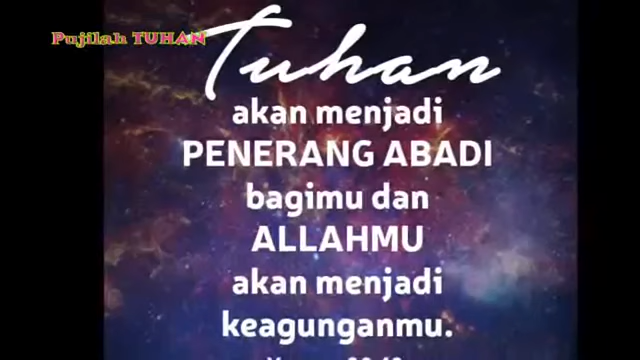 Pujilah TUHAN
Tuhan
akan menjadi
PENERANG ABADI
bagimu dan
ALLAHMU
akan menjadi
keagunganmu.